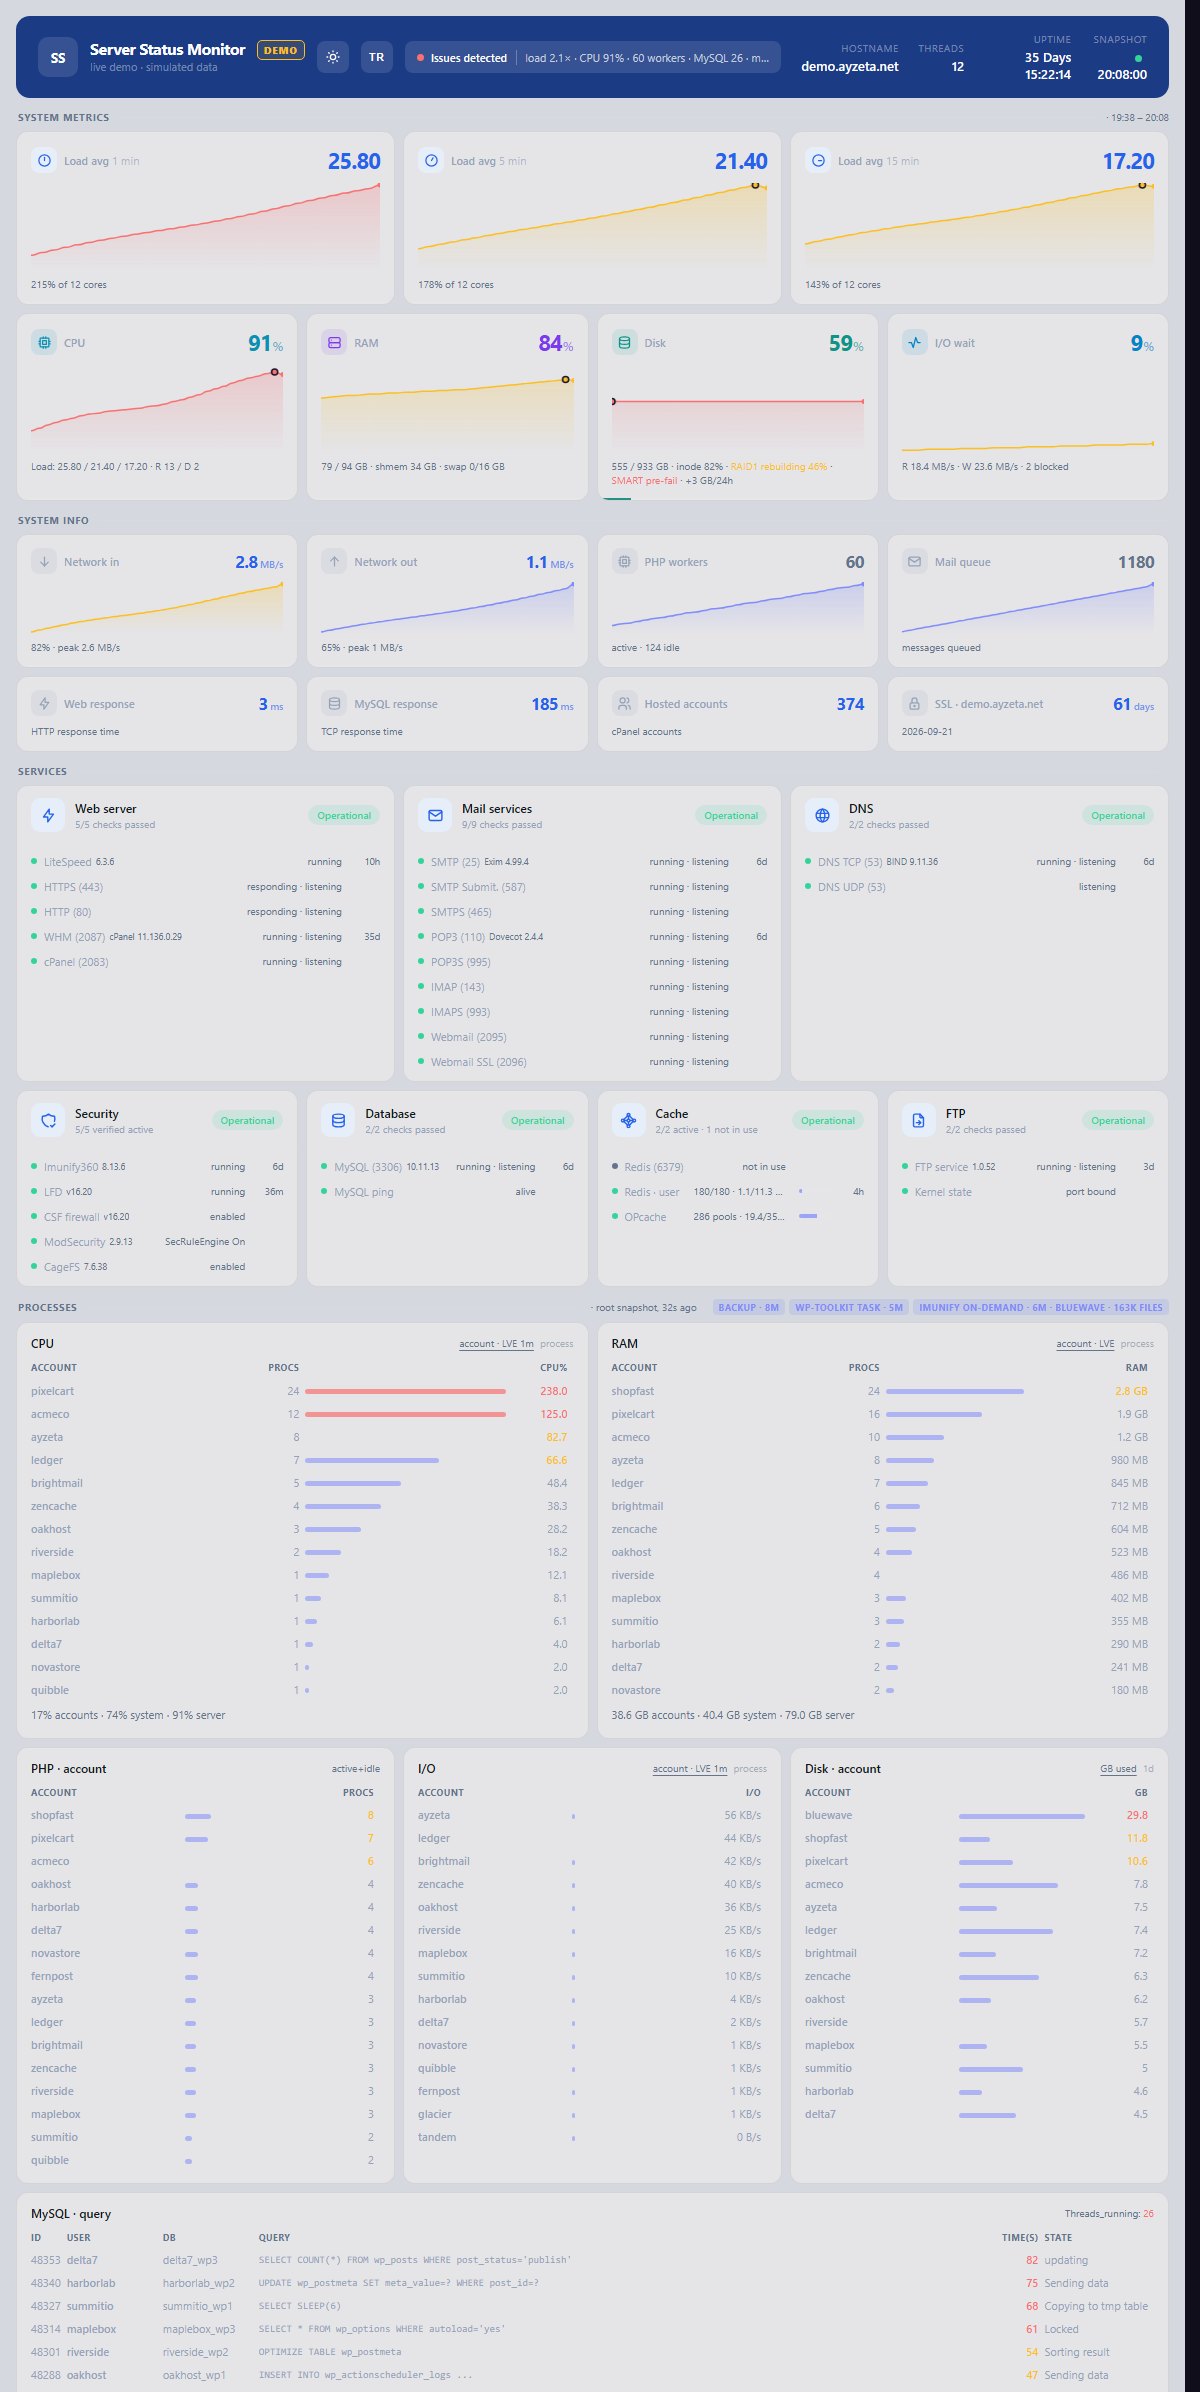 SS
Server Status Monitor DEMO
live demo · simulated data
TR
Issues detected load 2.1× · CPU 91% · 60 workers · MySQL 26 · m...
HOSTNAME
demo.ayzeta.net
THREADS
12
UPTIME
35 Days
15:22:14
SNAPSHOT
20:08:00
SYSTEM METRICS · 19:38 – 20:08
Load avg 1 min 25.80
215% of 12 cores
Load avg 5 min 21.40
178% of 12 cores
Load avg 15 min 17.20
143% of 12 cores
CPU 91%
Load: 25.80 / 21.40 / 17.20 · R 13 / D 2
RAM 84%
79 / 94 GB · shmem 34 GB · swap 0/16 GB
Disk 59%
555 / 933 GB · inode 82% · RAID1 rebuilding 46% ·
SMART pre-fail · +3 GB/24h
I/O wait 9%
R 18.4 MB/s · W 23.6 MB/s · 2 blocked
SYSTEM INFO
Network in 2.8 MB/s
82% · peak 2.6 MB/s
Network out 1.1 MB/s
65% · peak 1 MB/s
PHP workers 60
active · 124 idle
Mail queue 1180
messages queued
Web response 3 ms
HTTP response time
MySQL response 185 ms
TCP response time
Hosted accounts 374
cPanel accounts
SSL · demo.ayzeta.net 61 days
2026-09-21
SERVICES
Web server Operational
5/5 checks passed
LiteSpeed 6.3.6 running 10h
HTTPS (443) responding · listening
HTTP (80) responding · listening
WHM (2087) cPanel 11.136.0.29 running · listening 35d
cPanel (2083) running · listening
Mail services Operational
9/9 checks passed
SMTP (25) Exim 4.99.4 running · listening 6d
SMTP Submit. (587) running · listening
SMTPS (465) running · listening
POP3 (110) Dovecot 2.4.4 running · listening 6d
POP3S (995) running · listening
IMAP (143) running · listening
IMAPS (993) running · listening
Webmail (2095) running · listening
Webmail SSL (2096) running · listening
DNS Operational
2/2 checks passed
DNS TCP (53) BIND 9.11.36 running · listening 6d
DNS UDP (53) listening
Security Operational
5/5 verified active
Imunify360 8.13.6 running 6d
LFD v16.20 running 36m
CSF firewall v16.20 enabled
ModSecurity 2.9.13 SecRuleEngine On
CageFS 7.6.38 enabled
Database Operational
2/2 checks passed
MySQL (3306) 10.11.13 running · listening 6d
MySQL ping alive
Cache Operational
2/2 active · 1 not in use
Redis (6379) not in use
Redis · user 180/180 · 1.1/11.3 ... 4h
OPcache 286 pools · 19.4/35...
FTP Operational
2/2 checks passed
FTP service 1.0.52 running · listening 3d
Kernel state port bound
PROCESSES · root snapshot, 32s ago BACKUP · 8M WP-TOOLKIT TASK · 5M IMUNIFY ON-DEMAND · 6M · BLUEWAVE · 163K FILES
CPU account · LVE 1m process
ACCOUNT PROCS CPU%
pixelcart 24 238.0
acmeco 12 125.0
ayzeta 8 82.7
ledger 7 66.6
brightmail 5 48.4
zencache 4 38.3
oakhost 3 28.2
riverside 2 18.2
maplebox 1 12.1
summitio 1 8.1
harborlab 1 6.1
delta7 1 4.0
novastore 1 2.0
quibble 1 2.0
17% accounts · 74% system · 91% server
RAM account · LVE process
ACCOUNT PROCS RAM
shopfast 24 2.8 GB
pixelcart 16 1.9 GB
acmeco 10 1.2 GB
ayzeta 8 980 MB
ledger 7 845 MB
brightmail 6 712 MB
zencache 5 604 MB
oakhost 4 523 MB
riverside 4 486 MB
maplebox 3 402 MB
summitio 3 355 MB
harborlab 2 290 MB
delta7 2 241 MB
novastore 2 180 MB
38.6 GB accounts · 40.4 GB system · 79.0 GB server
PHP · account active+idle
ACCOUNT PROCS
shopfast 8
pixelcart 7
acmeco 6
oakhost 4
harborlab 4
delta7 4
novastore 4
fernpost 4
ayzeta 3
ledger 3
brightmail 3
zencache 3
riverside 3
maplebox 3
summitio 2
quibble 2
I/O account · LVE 1m process
ACCOUNT I/O
ayzeta 56 KB/s
ledger 44 KB/s
brightmail 42 KB/s
zencache 40 KB/s
oakhost 36 KB/s
riverside 25 KB/s
maplebox 16 KB/s
summitio 10 KB/s
harborlab 4 KB/s
delta7 2 KB/s
novastore 1 KB/s
quibble 1 KB/s
fernpost 1 KB/s
glacier 1 KB/s
tandem 0 B/s
Disk · account GB used 1d
ACCOUNT GB
bluewave 29.8
shopfast 11.8
pixelcart 10.6
acmeco 7.8
ayzeta 7.5
ledger 7.4
brightmail 7.2
zencache 6.3
oakhost 6.2
riverside 5.7
maplebox 5.5
summitio 5
harborlab 4.6
delta7 4.5
MySQL · query Threads_running: 26
ID USER DB QUERY TIME(S) STATE
48353 delta7 delta7_wp3 SELECT COUNT(*) FROM wp_posts WHERE post_status='publish' 82 updating
48340 harborlab harborlab_wp2 UPDATE wp_postmeta SET meta_value=? WHERE post_id=? 75 Sending data
48327 summitio summitio_wp1 SELECT SLEEP(6) 68 Copying to tmp table
48314 maplebox maplebox_wp3 SELECT * FROM wp_options WHERE autoload='yes' 61 Locked
48301 riverside riverside_wp2 OPTIMIZE TABLE wp_postmeta 54 Sorting result
48288 oakhost oakhost_wp1 INSERT INTO wp_actionscheduler_logs ... 47 Sending data